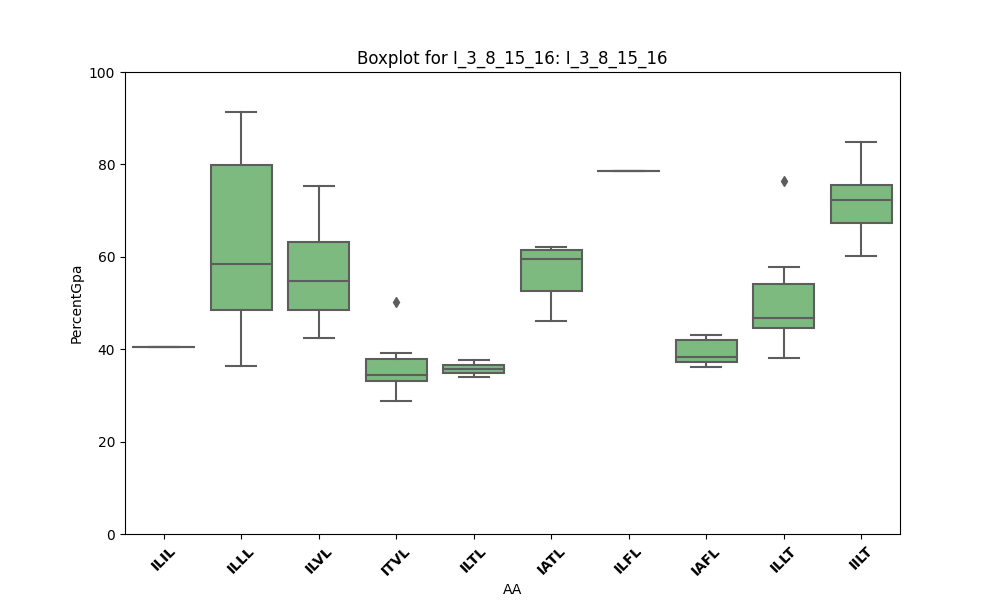 Boxplot for I_3_8_15_16: I_3_8_15_16
100
80
60
40
20
0
PercentGpa
ILIL
ILLL
ILVL
ITVL
ILTL
IATL
ILFL
IAFL
ILLT
IILT
AA